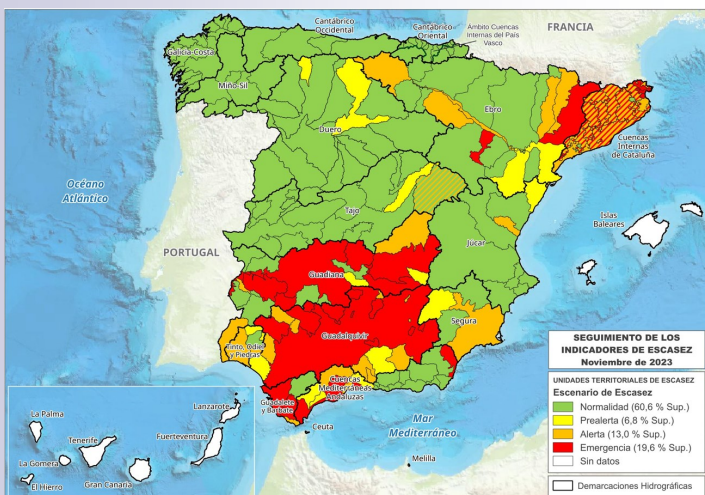 Cantábrico
Occidental
Cantábrico
Oriental
Ámbito Cuencas
Internas del País
Vasco
FRANCIA
Galicia-Costa
Miño-Sil
Ebro
Duero
Cuencas
Internas
de Cataluña
Océano
Atlántico
Tajo
Islas
Baleares
PORTUGAL
Júcar
Guadiana
Guadalquivir
Segura
Tinto, Odiel
y Piedras
Cuencas
Mediterráneas
Andaluzas
Guadalete
y Barbate
Mar
Mediterráneo
Ceuta
Melilla
La Palma
Lanzarote
Tenerife
Fuerteventura
La Gomera
El Hierro
Gran Canaria
SEGUIMIENTO DE LOS
INDICADORES DE ESCASEZ
Noviembre de 2023
UNIDADES TERRITORIALES DE ESCASEZ
Escenario de Escasez
Normalidad (60,6 % Sup.)
Prealerta (6,8 % Sup.)
Alerta (13,0 % Sup.)
Emergencia (19,6 % Sup.)
Sin datos
Demarcaciones Hidrográficas